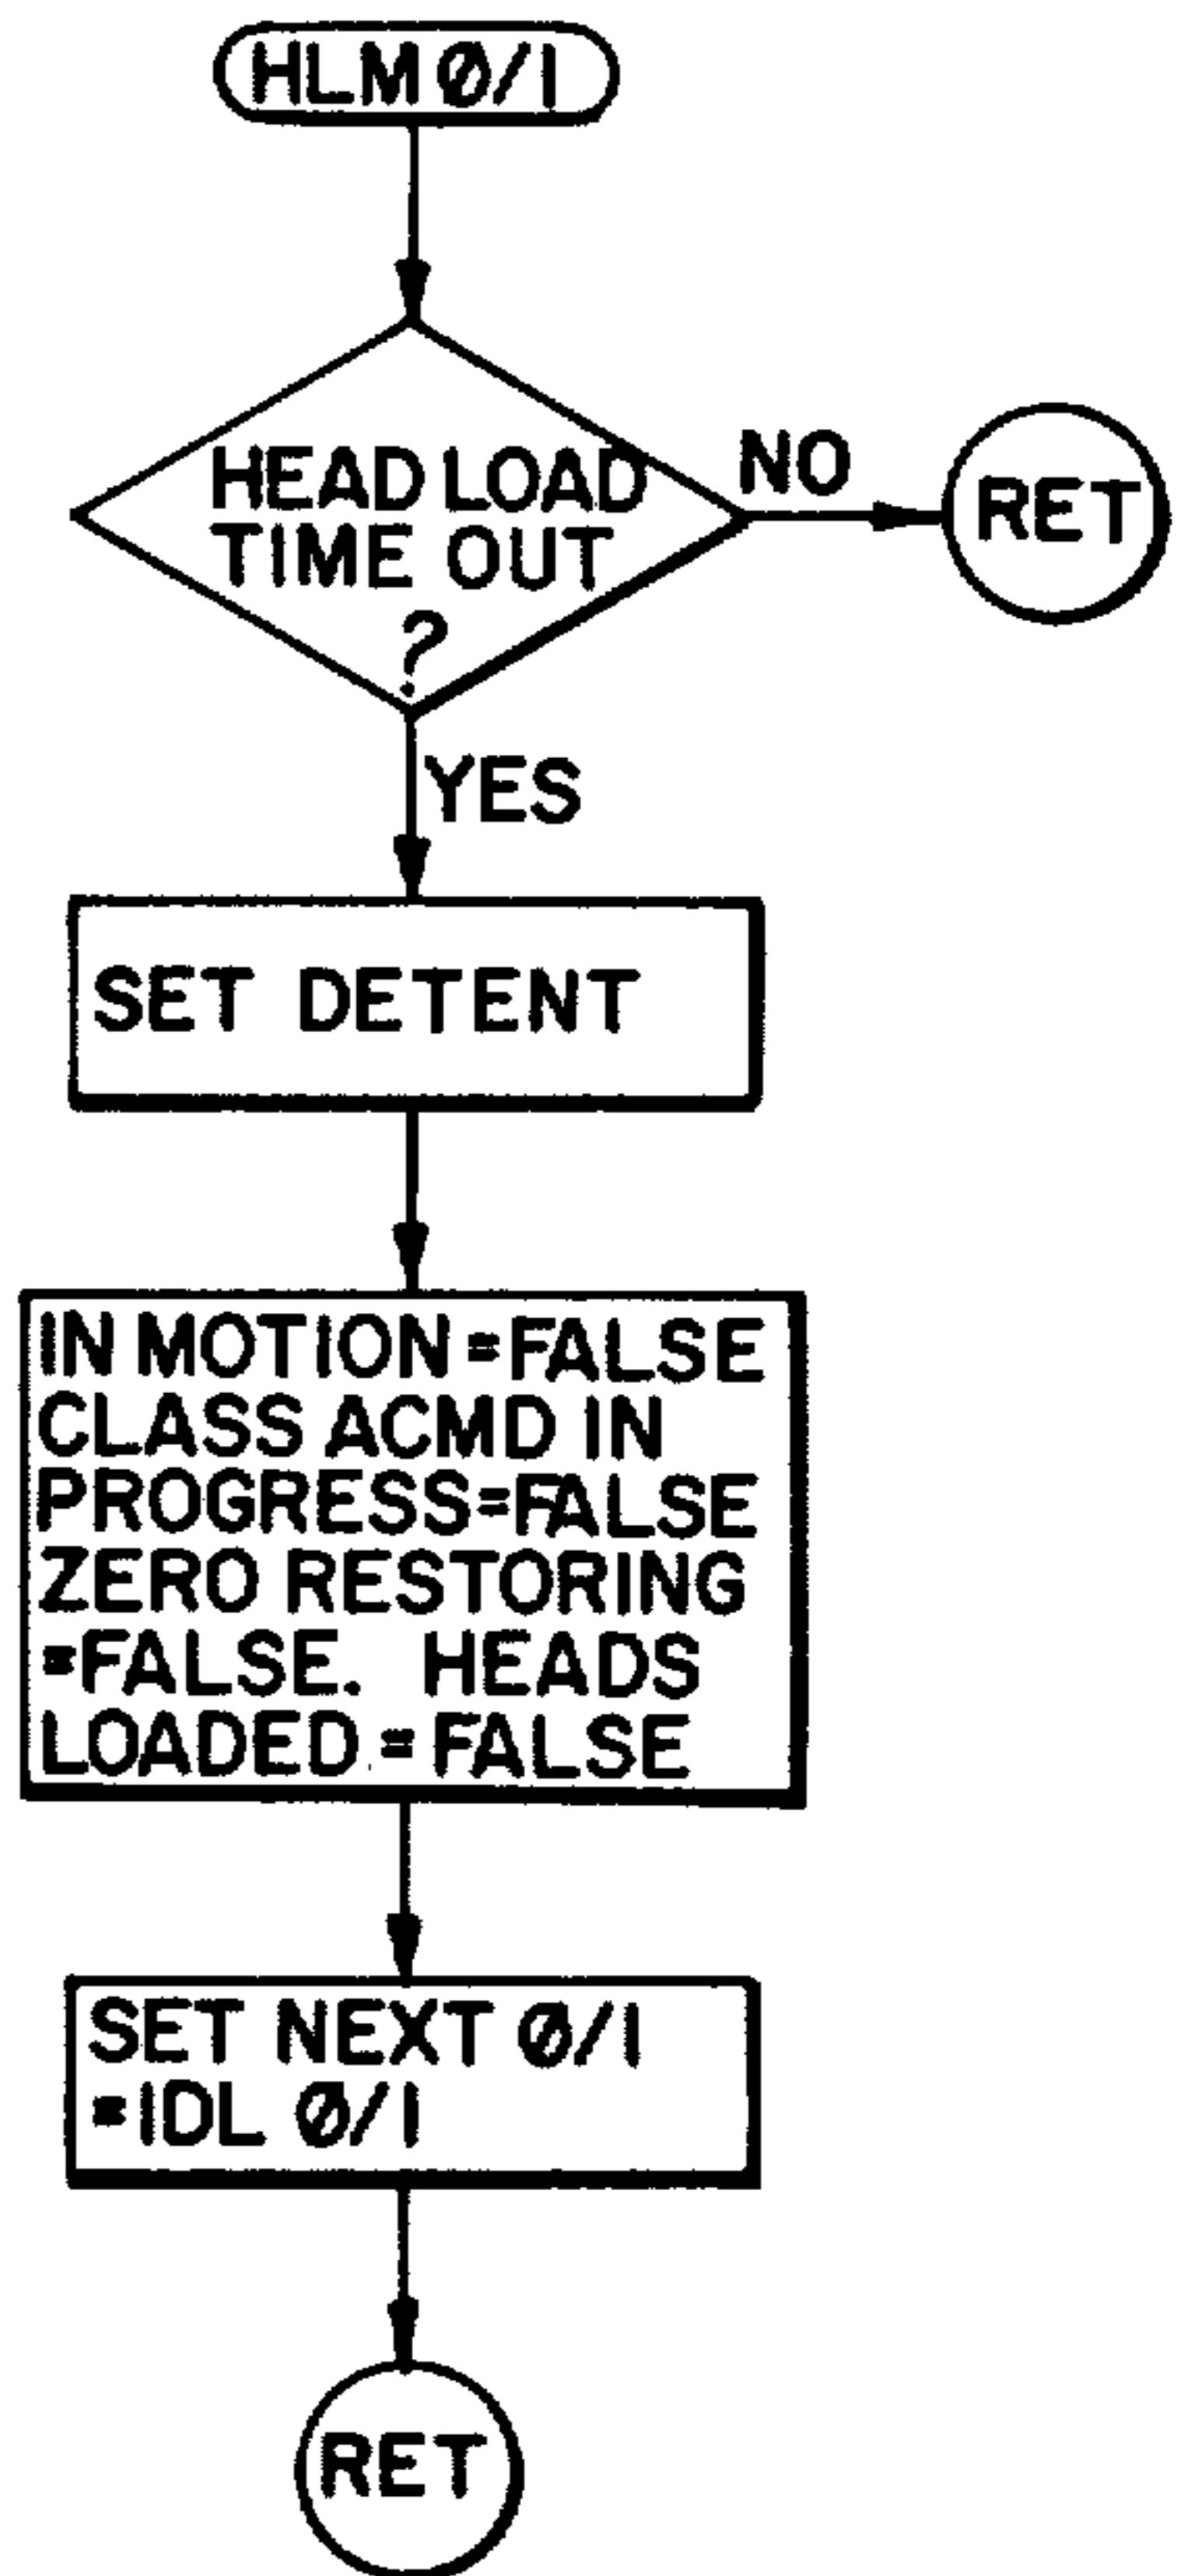 HLM Ø/1
HEAD LOAD
TIME OUT
?
NO
RET
YES
SET DETENT
IN MOTION=FALSE
CLASS ACMD IN
PROGRESS=FALSE
ZERO RESTORING
=FALSE. HEADS
LOADED=FALSE
SET NEXT Ø/1
=IDL Ø/1
RET